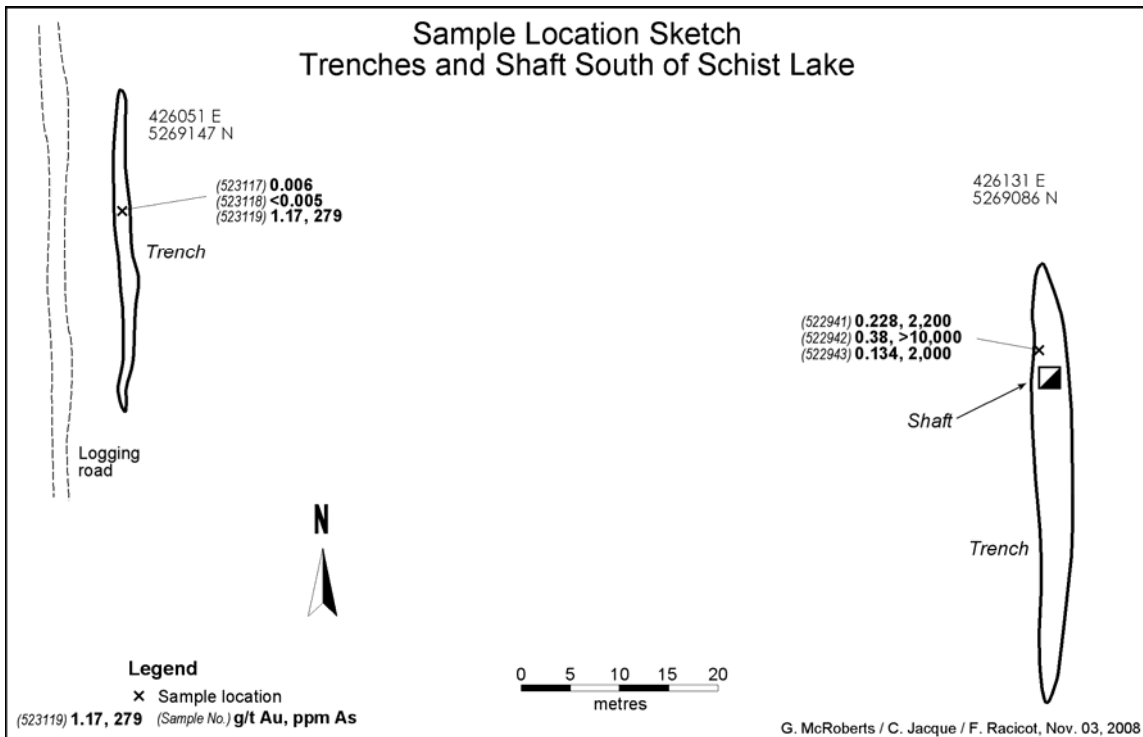 Sample Location Sketch
Trenches and Shaft South of Schist Lake
426051 E
5269147 N
(523117) 0.006
(523118) <0.005
(523119) 1.17, 279
Trench
Logging
road
426131 E
5269086 N
(522941) 0.228, 2,200
(522942) 0.38, >10,000
(522943) 0.134, 2,000
Shaft
Trench
N
Legend
× Sample location
(523119) 1.17, 279 (Sample No.) g/t Au, ppm As
0 5 10 15 20
metres
G. McRoberts / C. Jacque / F. Racicot, Nov. 03, 2008